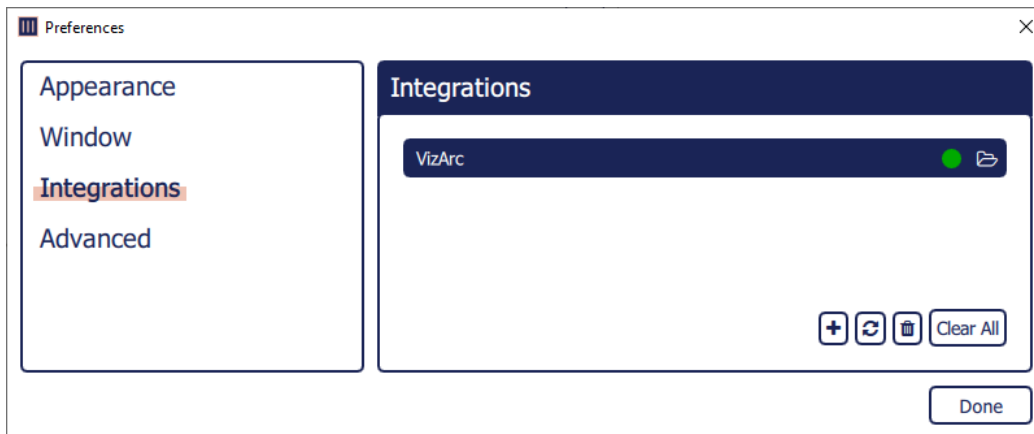 Preferences
Appearance
Window
Integrations
Advanced
Integrations
VizArc
Clear All
Done